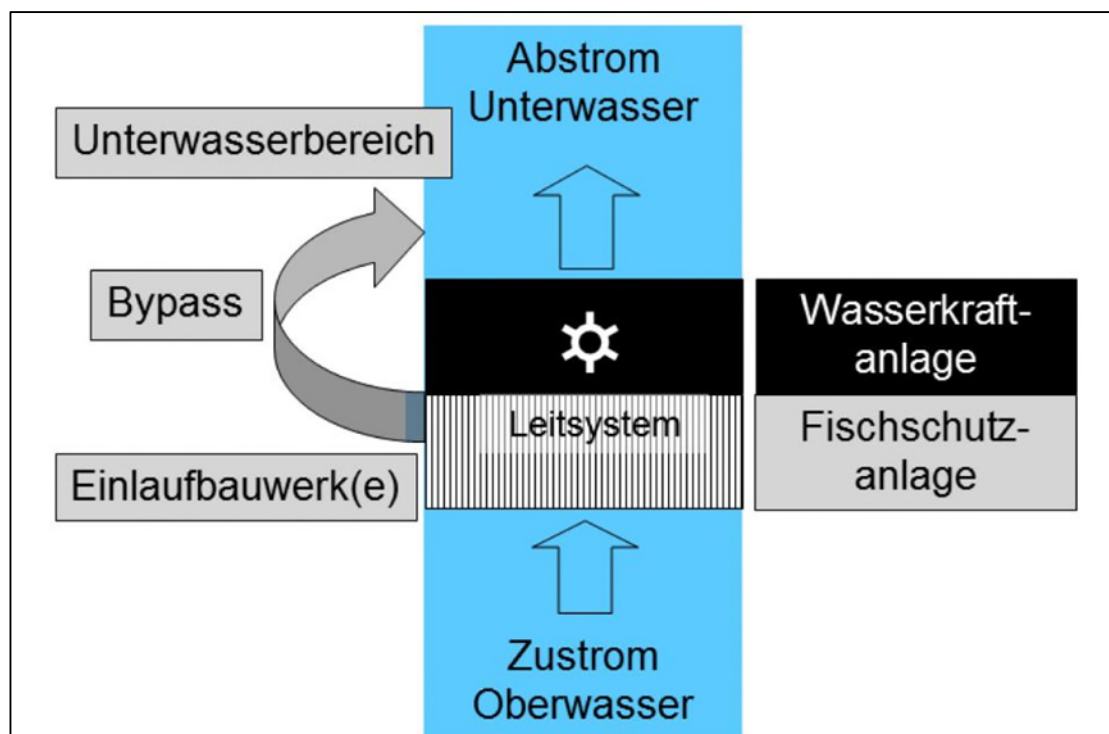 Abstrom
Unterwasser
Unterwasserbereich
Bypass
Wasserkraft-
anlage
Leitsystem
Fischschutz-
anlage
Einlaufbauwerk(e)
Zustrom
Oberwasser